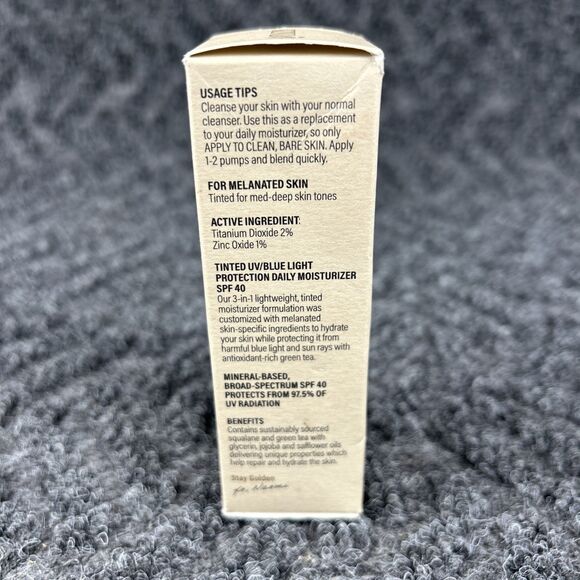 USAGE TIPS
Cleanse your skin with your normal
cleanser. Use this as a replacement
to your daily moisturizer, so only
APPLY TO CLEAN, BARE SKIN. Apply
1-2 pumps and blend quickly.
FOR MELANATED SKIN
Tinted for med-deep skin tones
ACTIVE INGREDIENT:
Titanium Dioxide 2%
Zinc Oxide 1%
TINTED UV/BLUE LIGHT
PROTECTION DAILY MOISTURIZER
SPF 40
Our 3-in-1 lightweight, tinted
moisturizer formulation was
customized with melanated
skin-specific ingredients to hydrate
your skin while protecting it from
harmful blue light and sun rays with
antioxidant-rich green tea.
MINERAL-BASED,
BROAD-SPECTRUM SPF 40
PROTECTS FROM 97.5% OF
UV RADIATION
BENEFITS
Contains sustainably sourced
squalane and green tea with
glycerin, jojoba and safflower oils
delivering unique properties which
help repair and hydrate the skin.
Stay Golden